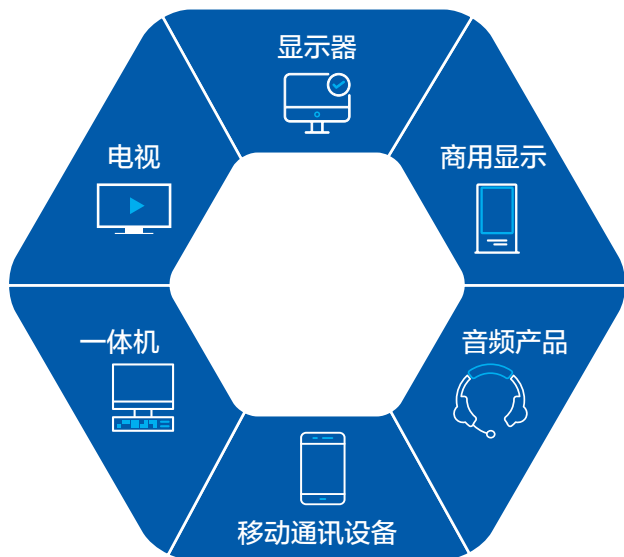 显示器
电视
商用显示
一体机
音频产品
移动通讯设备